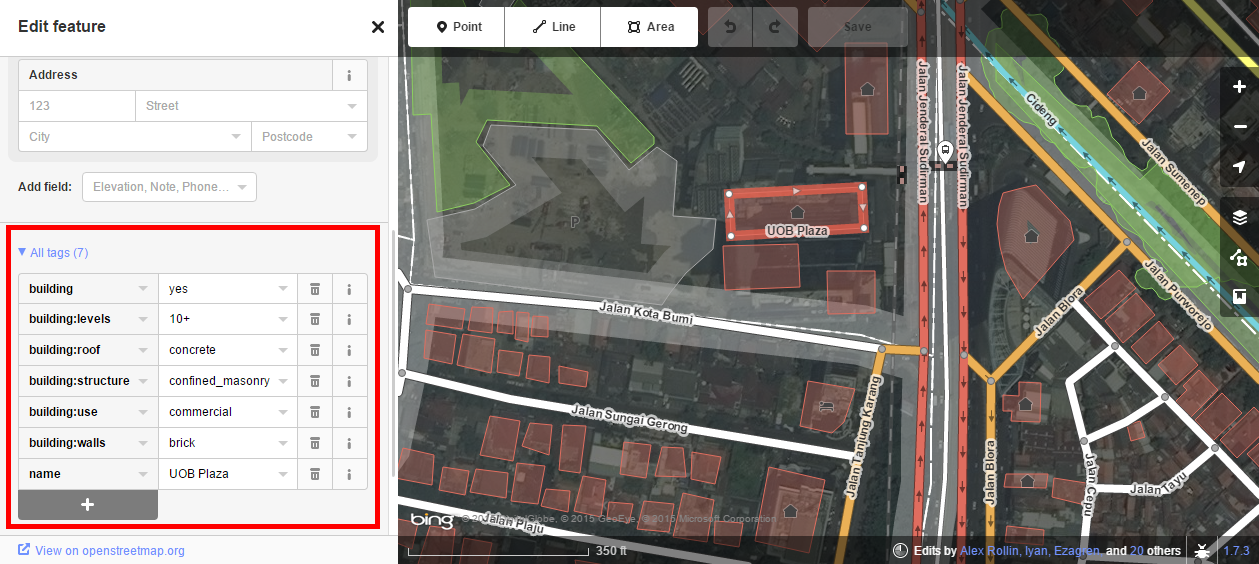 Edit feature
Address
123
Street
City
Postcode
Add field:
Elevation, Note, Phone...
All tags (7)
building yes
building:levels 10+
building:roof concrete
building:structure confined_masonry
building:use commercial
building:walls brick
name UOB Plaza
+
View on openstreetmap.org
Point
Line
Area
Save
Jalan Jenderal Sudirman
Jalan Jenderal Sudirman
Cideng
Jalan Sumenep
P
UOB Plaza
Jalan Purworejo
Jalan Blora
Jalan Kota Bumi
Jalan Sungai Gerong
Jalan Tanjung Karang
Jalan Blora
Jalan Tayu
Jalan Plaju
bing
© 2015 GeoEye, © 2015 Microsoft Corporation
350 ft
Edits by Alex Rollin, Iyan, Ezagren, and 20 others
1.7.3